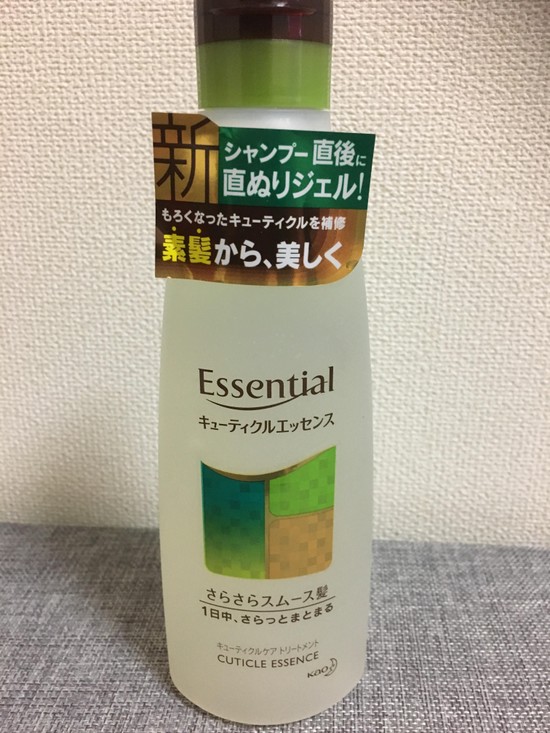 新
シャンプー直後に
直ぬりジェル!
もろくなったキューティクルを補修
素髪から、美しく
Essential
キューティクルエッセンス
さらさらスムース髪
1日中、さらっとまとまる
キューティクルケア トリートメント
CUTICLE ESSENCE
Kao